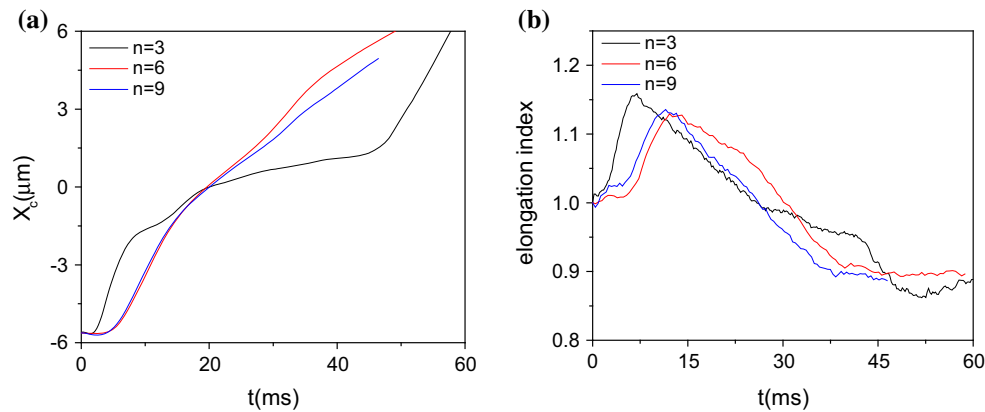 (a)
n=3
n=6
n=9
6
3
0
-3
-6
X_c(μm)
0 20 40 60
t(ms)
(b)
n=3
n=6
n=9
1.2
1.1
1.0
0.9
0.8
elongation index
0 15 30 45 60
t(ms)